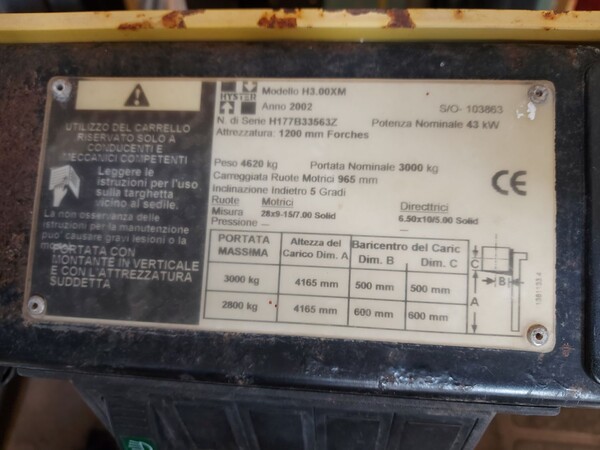 UTILIZZO DEL CARRELLO
RISERVATO SOLO A
CONDUCENTI E
MECCANICI COMPETENTI
Leggere le
istruzioni per l'uso
sulla targhetta
vicino al sedile.
La non osservanza delle
istruzioni per la manutenzione
puo' causare gravi lesioni o la
PORTATA CON
MONTANTE IN VERTICALE
E CON L'ATTREZZATURA
SUDDETTA
HYSTER
Modello H3.00XM
Anno 2002 S/O- 103863
N. di Serie H177B33563Z Potenza Nominale 43 kW
Attrezzatura: 1200 mm Forches
Peso 4620 kg Portata Nominale 3000 kg
Carreggiata Ruote Motrici 965 mm
Inclinazione Indietro 5 Gradi
CE
Ruote Motrici Direttrici
Misura 28x9-15/7.00 Solid 6.50x10/5.00 Solid
Pressione — —
PORTATA MASSIMA Altezza del Carico Dim. A Baricentro del Caric Dim. B Dim. C
3000 kg 4165 mm 500 mm 500 mm
2800 kg 4165 mm 600 mm 600 mm
C
B
A
1581133.4